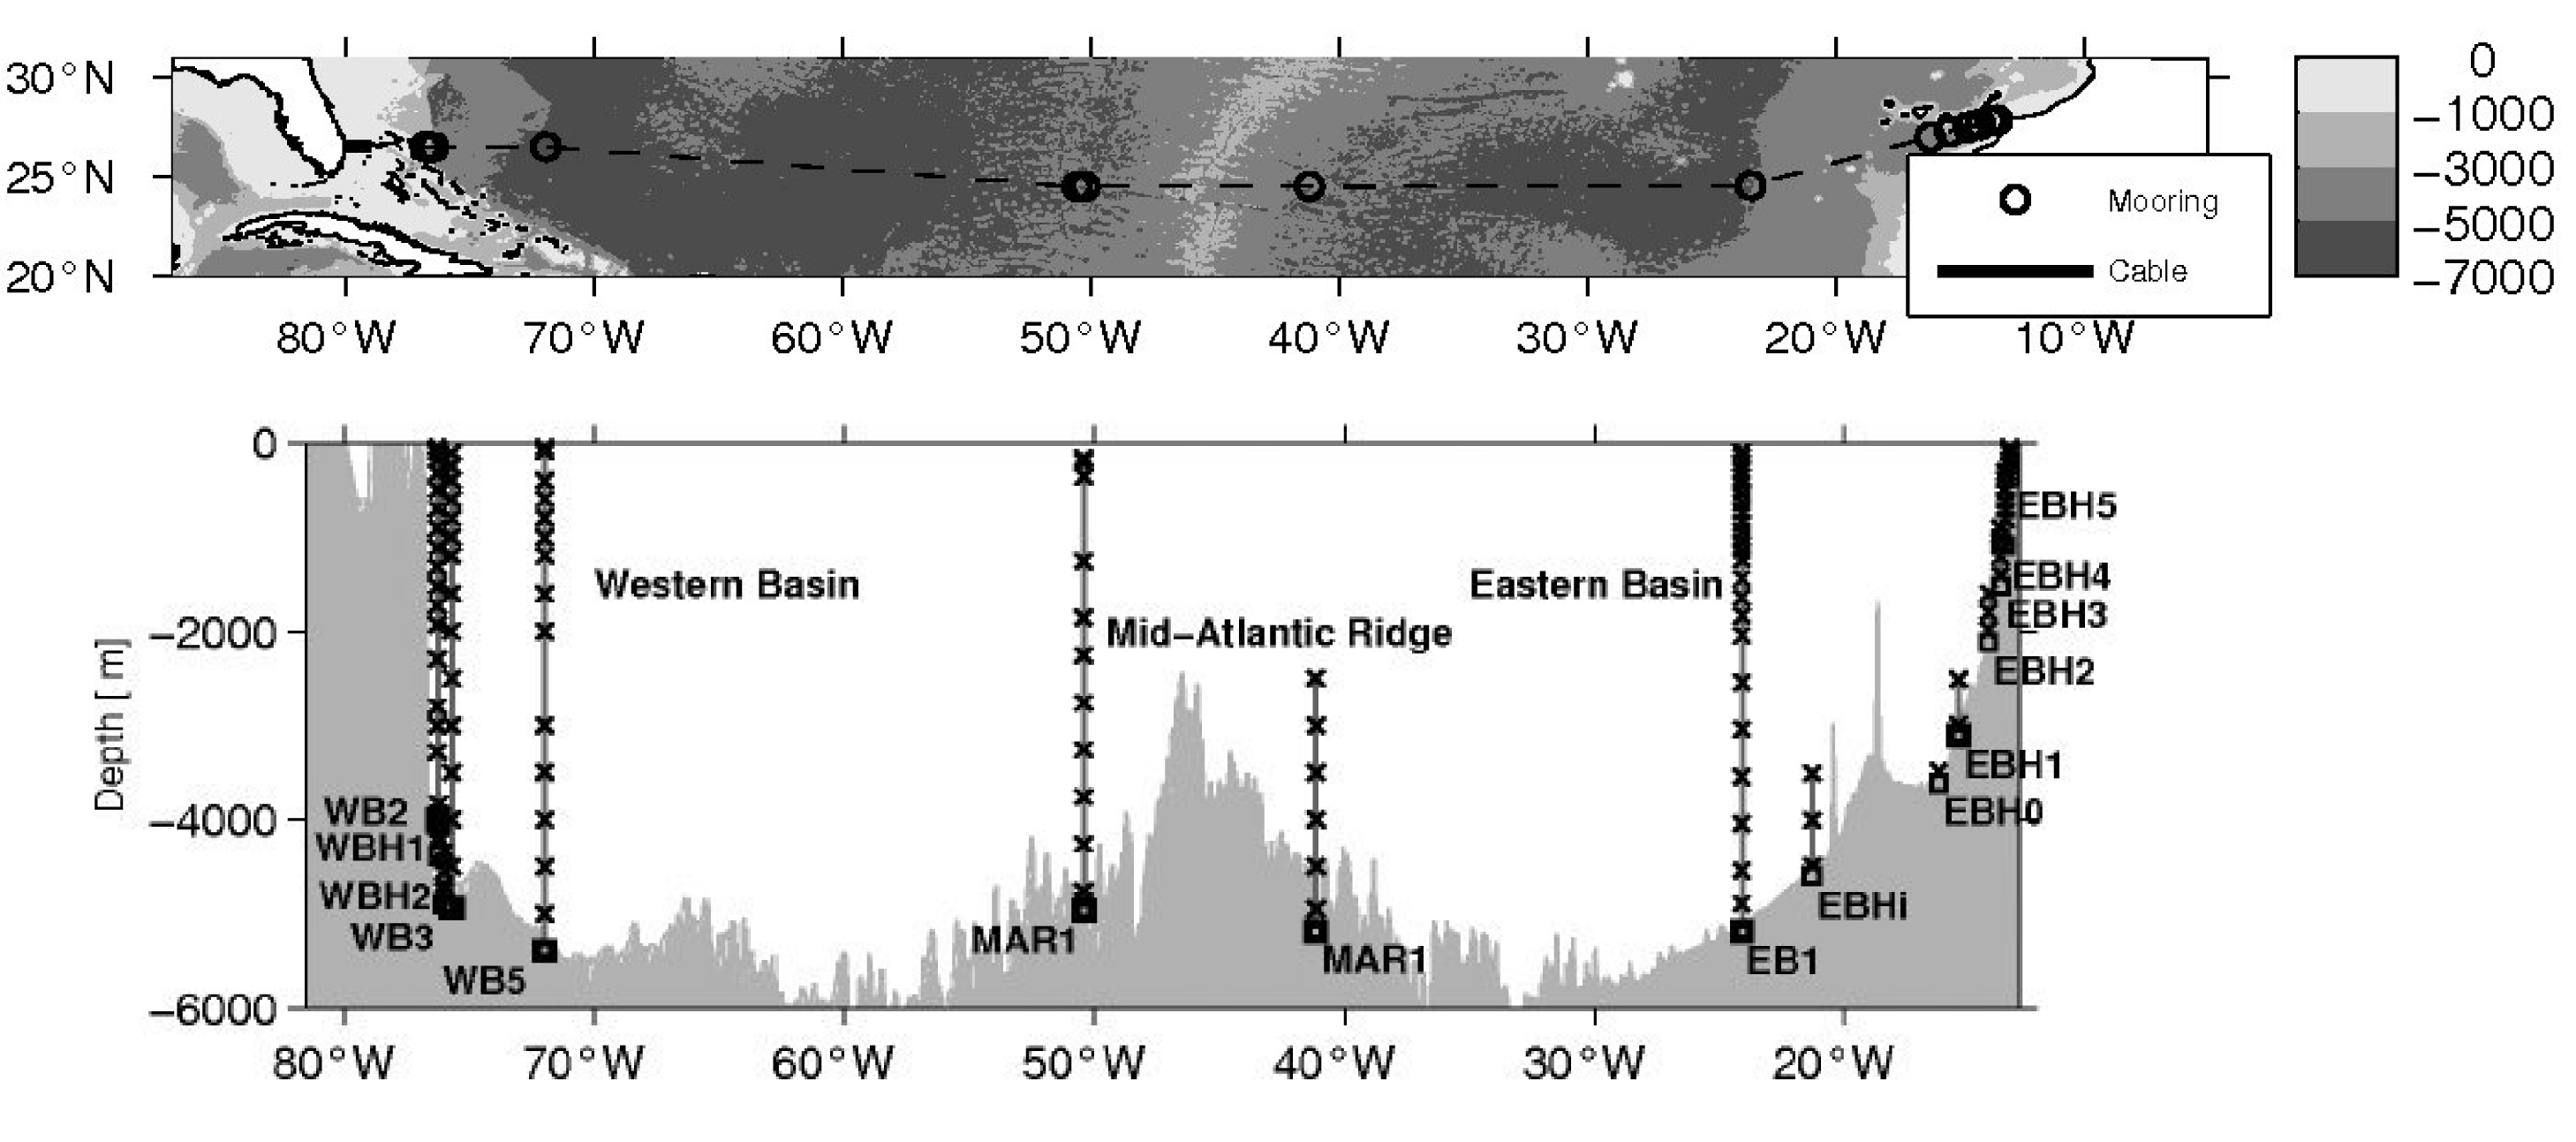 30°N
25°N
20°N
80°W 70°W 60°W 50°W 40°W 30°W 20°W 10°W
Mooring
Cable
0
−1000
−3000
−5000
−7000
Depth [ m]
0
−2000
−4000
−6000
Western Basin
Mid−Atlantic Ridge
Eastern Basin
WB2
WBH1
WBH2
WB3
WB5
MAR1
MAR1
EB1
EBHi
EBH5
EBH4
EBH3
EBH2
EBH1
EBH0
80°W 70°W 60°W 50°W 40°W 30°W 20°W